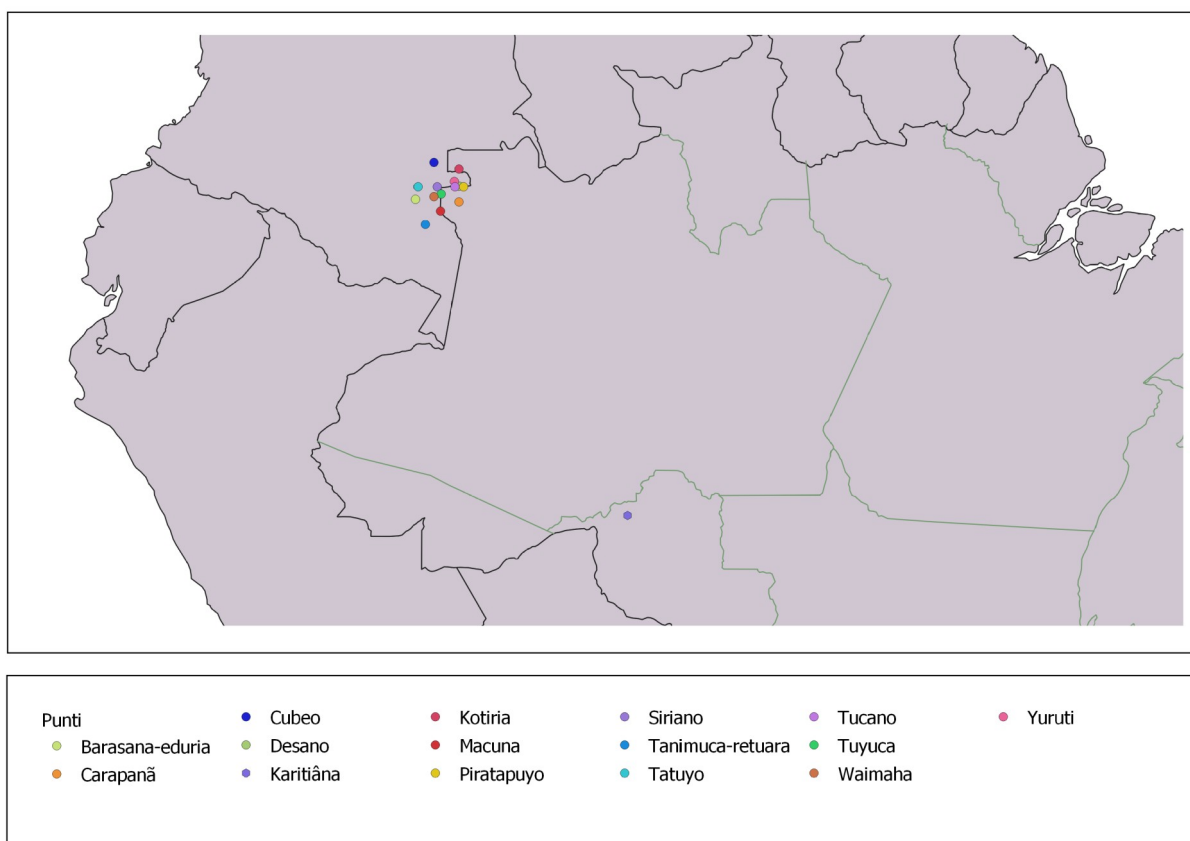 Punti
Barasana-eduria
Carapanã
Cubeo
Desano
Karitiâna
Kotiria
Macuna
Piratapuyo
Siriano
Tanimuca-retuara
Tatuyo
Tucano
Tuyuca
Waimaha
Yuruti